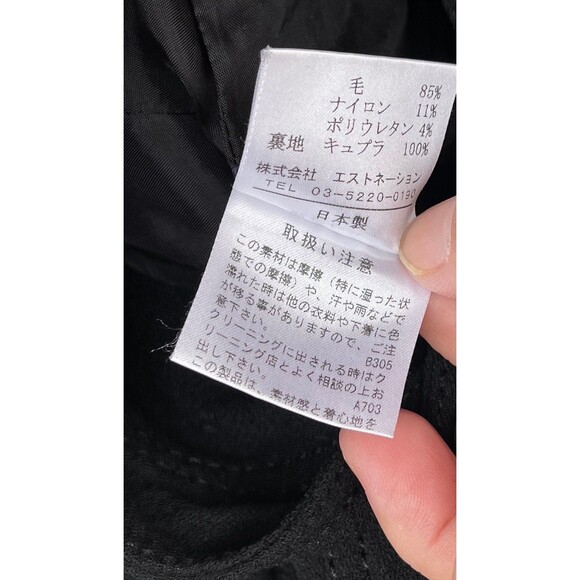 毛 85%
ナイロン 11%
ポリウレタン 4%
裏地 キュプラ 100%
株式会社 エストネーション
TEL 03-5220-0190
日本製
取扱い注意
この素材は摩擦（特に湿った状
態での摩擦）や、汗や雨などで
濡れた時は他の衣料や下着に色
が移る事がありますので、ご注
意下さい。 B305
クリーニングに出される時はク
リーニング店とよく相談の上お
出し下さい。 A703
この製品は、素材感と着心地を